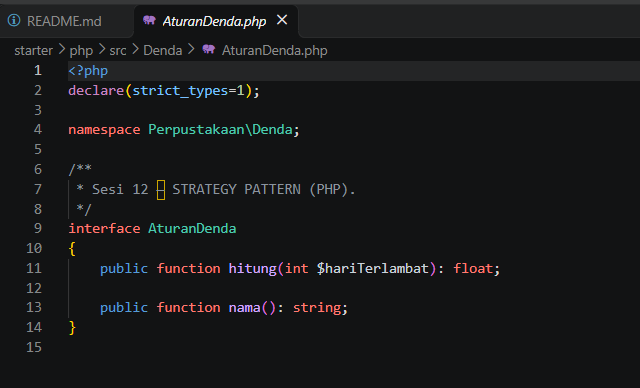 README.md AturanDenda.php ×
starter > php > src > Denda > AturanDenda.php
1 <?php
2 declare(strict_types=1);
3
4 namespace Perpustakaan\Denda;
5
6 /**
7 * Sesi 12 – STRATEGY PATTERN (PHP).
8 */
9 interface AturanDenda
10 {
11 public function hitung(int $hariTerlambat): float;
12
13 public function nama(): string;
14 }
15